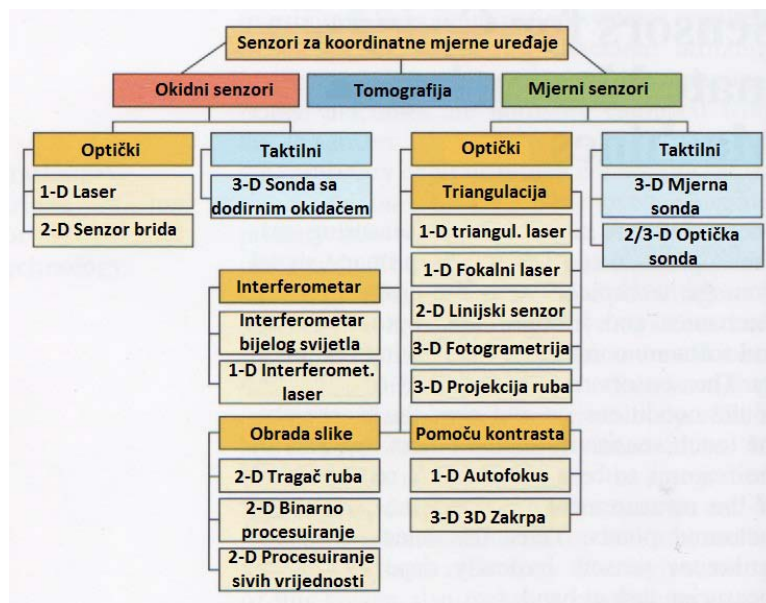 Senzori za koordinatne mjerne uređaje
Okidni senzori
Tomografija
Mjerni senzori
Optički
Taktilni
Optički
Taktilni
1-D Laser
2-D Senzor brida
3-D Sonda sa
dodirnim okidačem
Triangulacija
1-D triangul. laser
1-D Fokalni laser
2-D Linijski senzor
3-D Fotogrametrija
3-D Projekcija ruba
3-D Mjerna
sonda
2/3-D Optička
sonda
Interferometar
Interferometar
bijelog svijetla
1-D Interferomet.
laser
Obrada slike
2-D Tragač ruba
2-D Binarno
procesuiranje
2-D Procesuiranje
sivih vrijednosti
Pomoću kontrasta
1-D Autofokus
3-D 3D Zakrpa